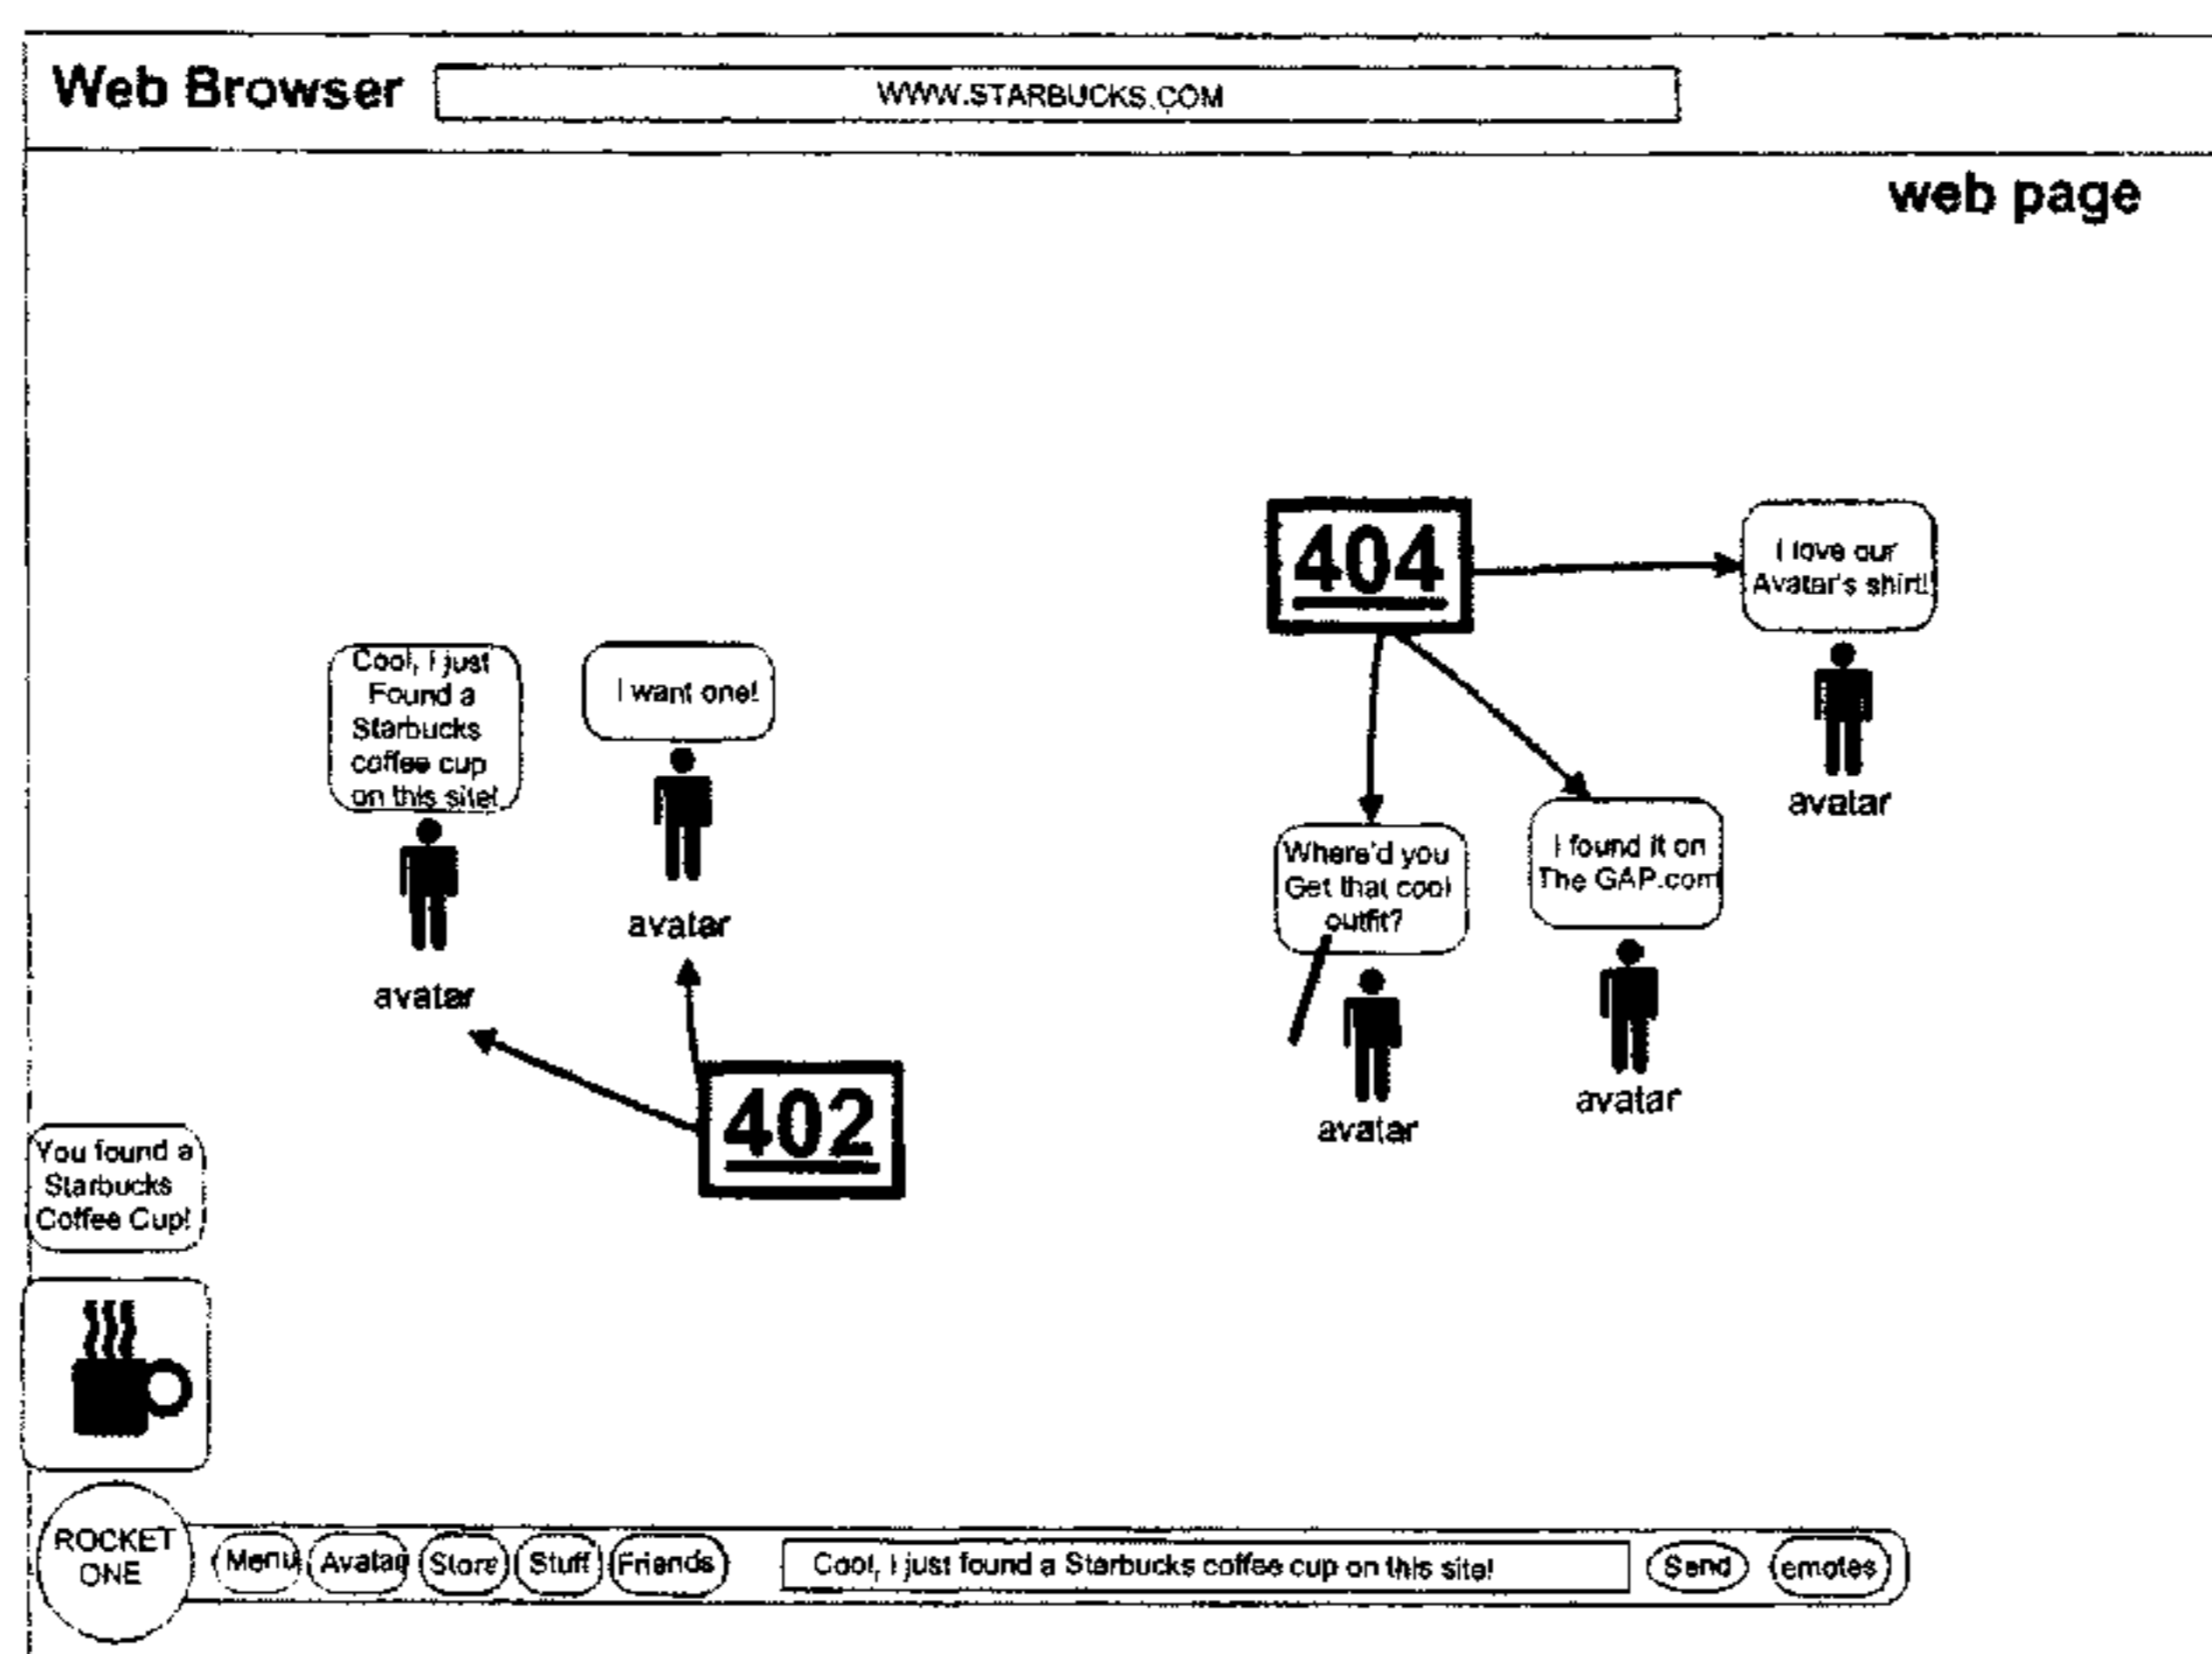 Web Browser
WWW.STARBUCKS.COM
web page
404
I love our
Avatar's shirt!
avatar
Cool, I just
Found a
Starbucks
coffee cup
on this site!
avatar
I want one!
avatar
Where'd you
Get that cool
outfit?
avatar
I found it on
The GAP.com
avatar
402
You found a
Starbucks
Coffee Cup!
ROCKET
ONE
Menu
Avatar
Store
Stuff
Friends
Cool, I just found a Starbucks coffee cup on this site!
Send
emotes